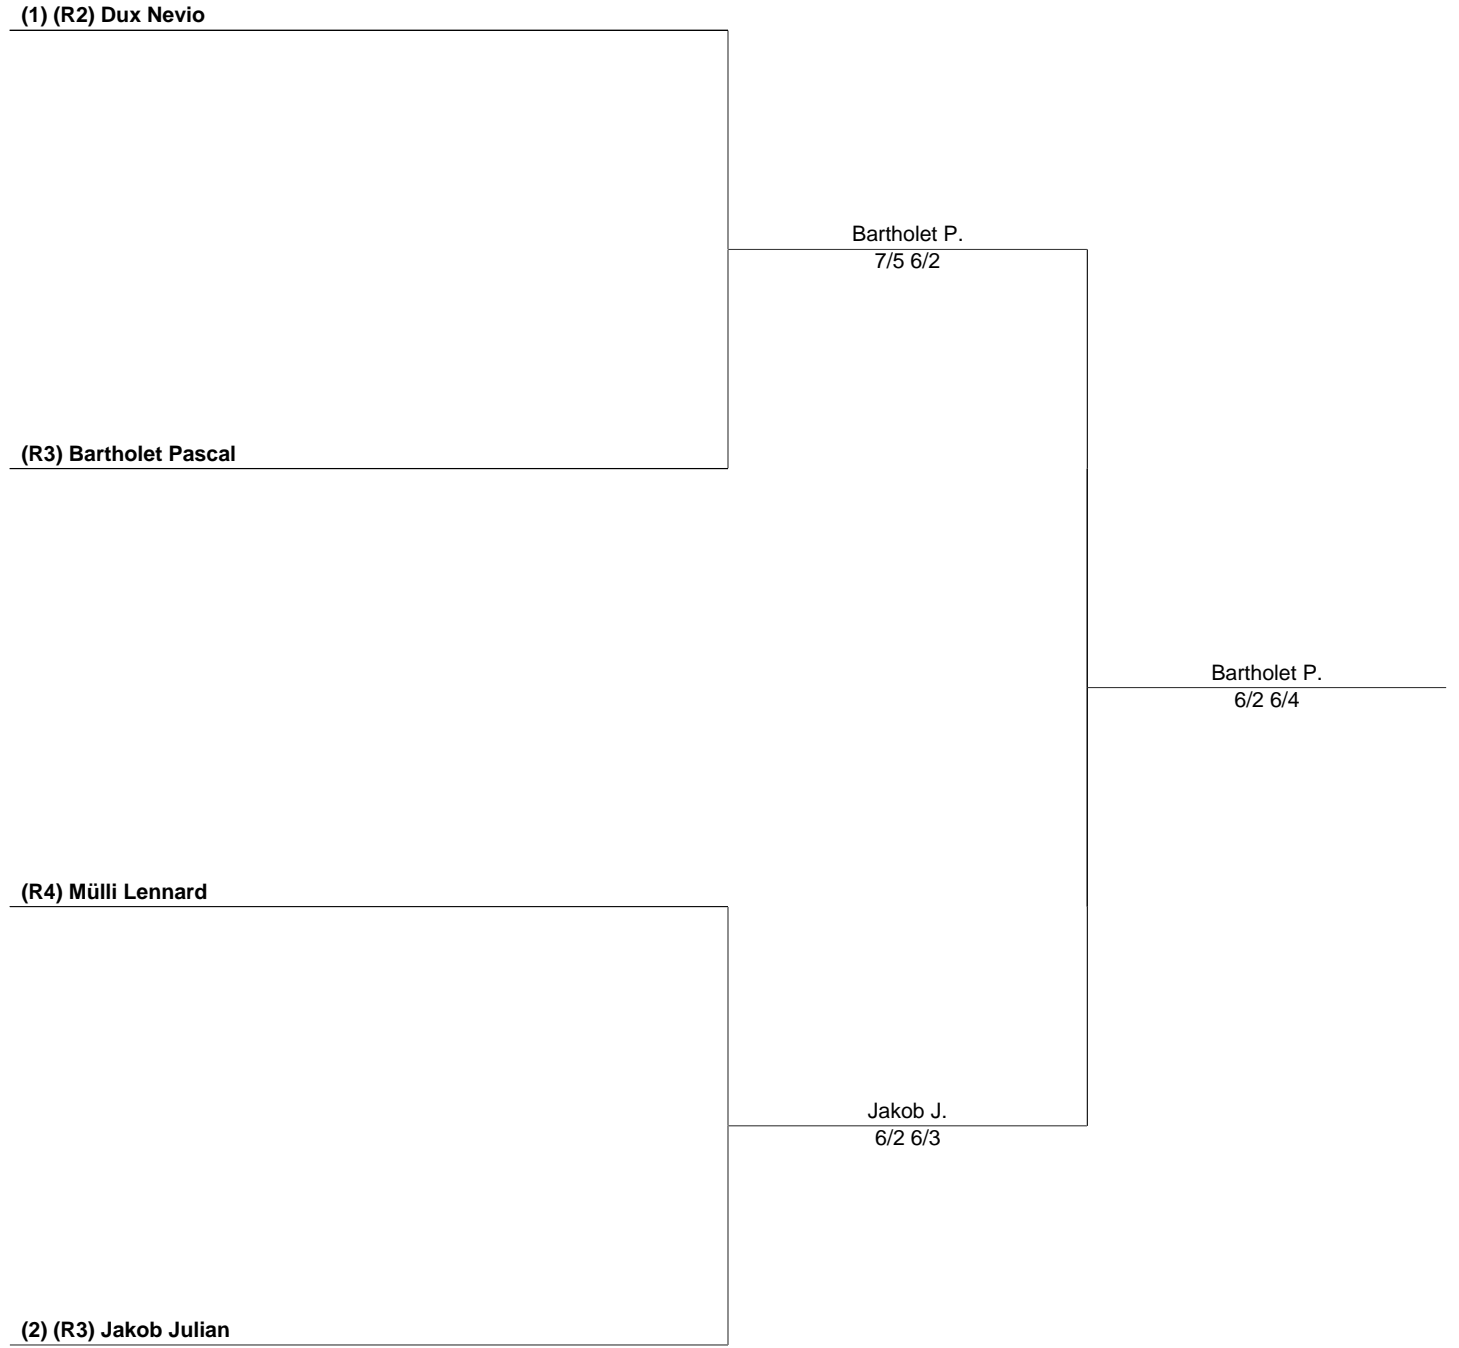 (1) (R2) Dux Nevio
Bartholet P.
7/5 6/2
(R3) Bartholet Pascal
Bartholet P.
6/2 6/4
(R4) Mülli Lennard
Jakob J.
6/2 6/3
(2) (R3) Jakob Julian